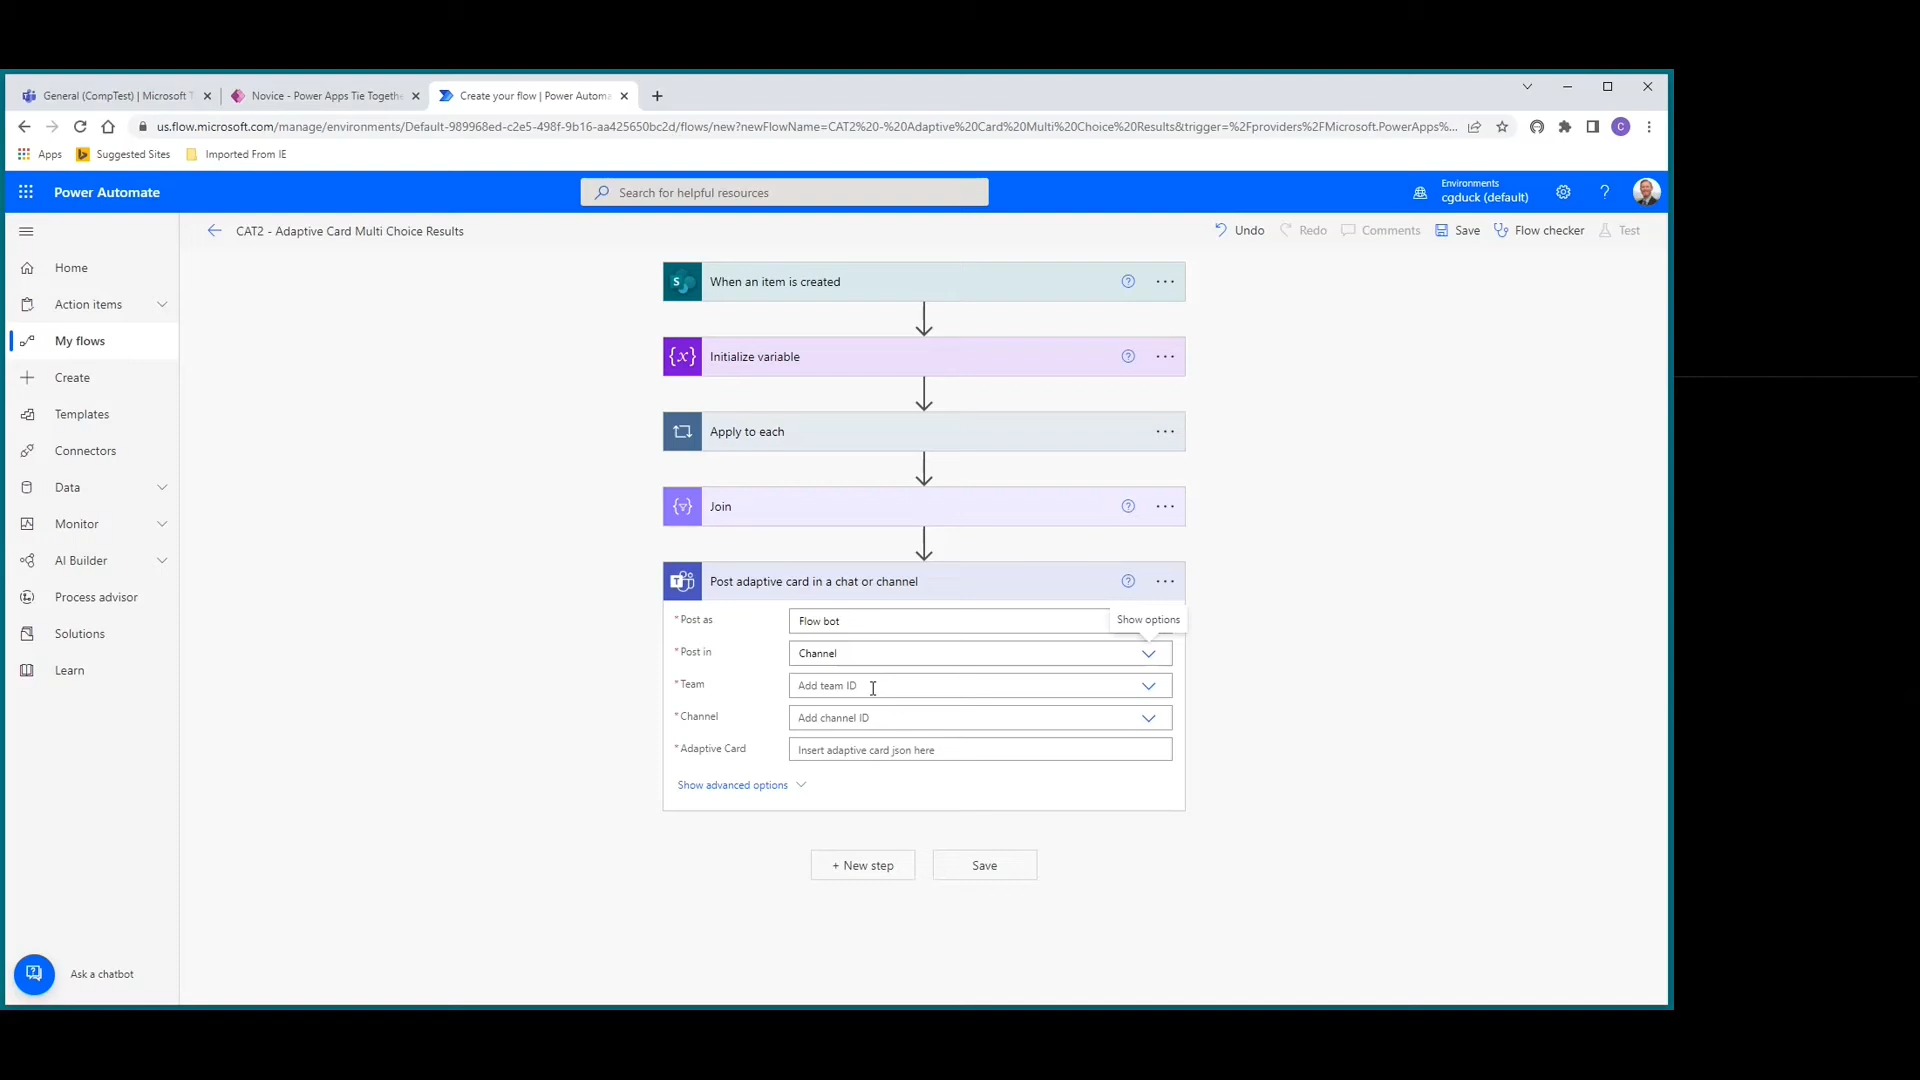 General (CompTest) | Microsoft T
Novice - Power Apps Tie Togethe
Create your flow | Power Automa
us.flow.microsoft.com/manage/environments/Default-989968ed-c2e5-498f-9b16-aa425650bc2d/flows/new?newFlowName=CAT2%20-%20Adaptive%20Card%20Multi%20Choice%20Results&trigger=%2Fproviders%2FMicrosoft.PowerApps%...
C
Apps
Suggested Sites
Imported From IE
Power Automate
Search for helpful resources
Environments
cgduck (default)
CAT2 - Adaptive Card Multi Choice Results
Undo
Redo
Comments
Save
Flow checker
Test
Home
Action items
My flows
Create
Templates
Connectors
Data
Monitor
AI Builder
Process advisor
Solutions
Learn
Ask a chatbot
When an item is created
Initialize variable
Apply to each
Join
Post adaptive card in a chat or channel
*Post as
Flow bot
Show options
*Post in
Channel
*Team
Add team ID
*Channel
Add channel ID
*Adaptive Card
Insert adaptive card json here
Show advanced options
+ New step
Save